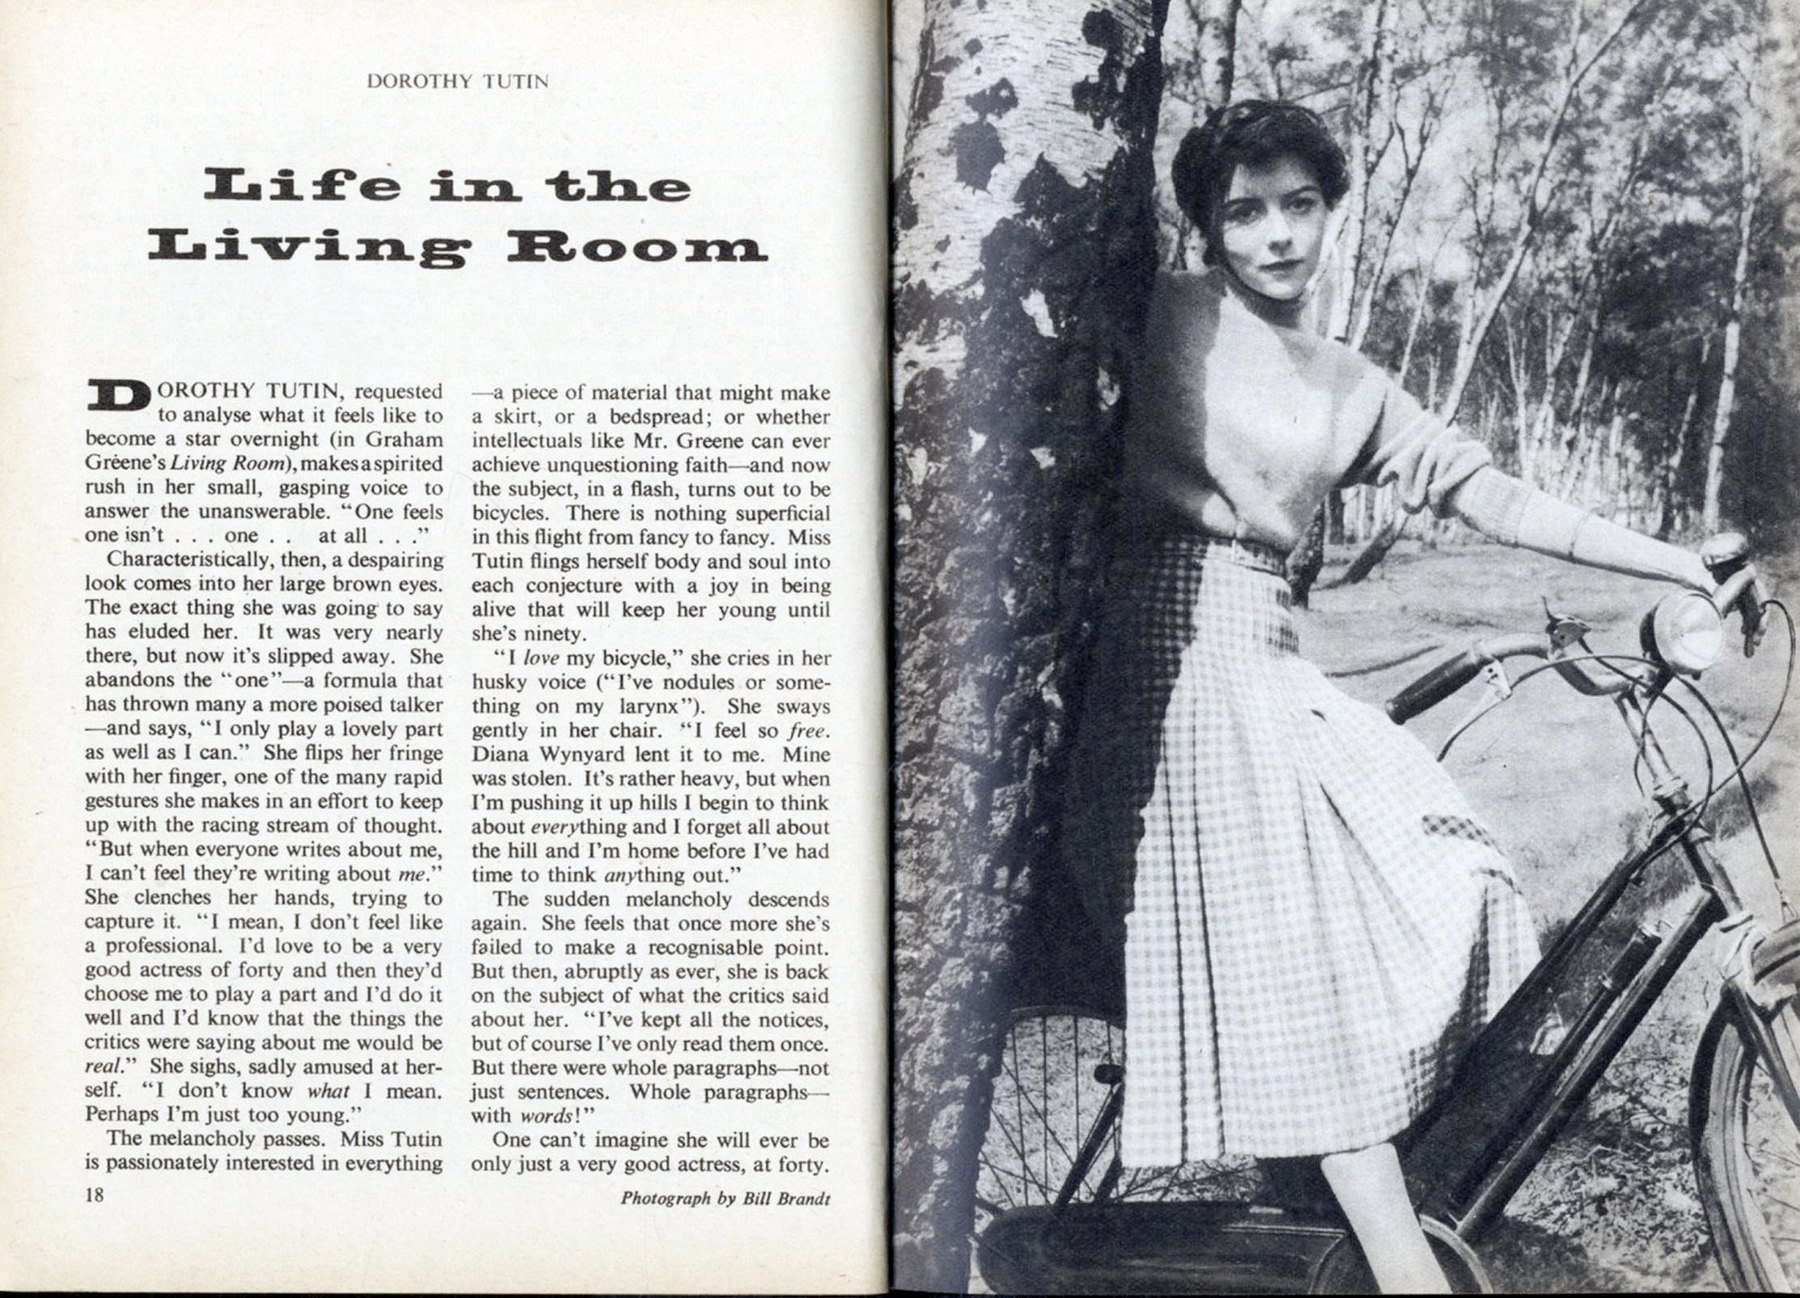 DOROTHY TUTIN
Life in the
Living Room
DOROTHY TUTIN, requested
to analyse what it feels like to
become a star overnight (in Graham
Greene's Living Room), makes a spirited
rush in her small, gasping voice to
answer the unanswerable. “One feels
one isn't . . . one . . at all . . .”
Characteristically, then, a despairing
look comes into her large brown eyes.
The exact thing she was going to say
has eluded her. It was very nearly
there, but now it's slipped away. She
abandons the “one”—a formula that
has thrown many a more poised talker
—and says, “I only play a lovely part
as well as I can.” She flips her fringe
with her finger, one of the many rapid
gestures she makes in an effort to keep
up with the racing stream of thought.
“But when everyone writes about me,
I can't feel they're writing about me.”
She clenches her hands, trying to
capture it. “I mean, I don't feel like
a professional. I'd love to be a very
good actress of forty and then they'd
choose me to play a part and I'd do it
well and I'd know that the things the
critics were saying about me would be
real.” She sighs, sadly amused at her-
self. “I don't know what I mean.
Perhaps I'm just too young.”
The melancholy passes. Miss Tutin
is passionately interested in everything
—a piece of material that might make
a skirt, or a bedspread; or whether
intellectuals like Mr. Greene can ever
achieve unquestioning faith—and now
the subject, in a flash, turns out to be
bicycles. There is nothing superficial
in this flight from fancy to fancy. Miss
Tutin flings herself body and soul into
each conjecture with a joy in being
alive that will keep her young until
she's ninety.
“I love my bicycle,” she cries in her
husky voice (“I've nodules or some-
thing on my larynx”). She sways
gently in her chair. “I feel so free.
Diana Wynyard lent it to me. Mine
was stolen. It's rather heavy, but when
I'm pushing it up hills I begin to think
about everything and I forget all about
the hill and I'm home before I've had
time to think anything out.”
The sudden melancholy descends
again. She feels that once more she's
failed to make a recognisable point.
But then, abruptly as ever, she is back
on the subject of what the critics said
about her. “I've kept all the notices,
but of course I've only read them once.
But there were whole paragraphs—not
just sentences. Whole paragraphs—
with words!”
One can't imagine she will ever be
only just a very good actress, at forty.
18
Photograph by Bill Brandt